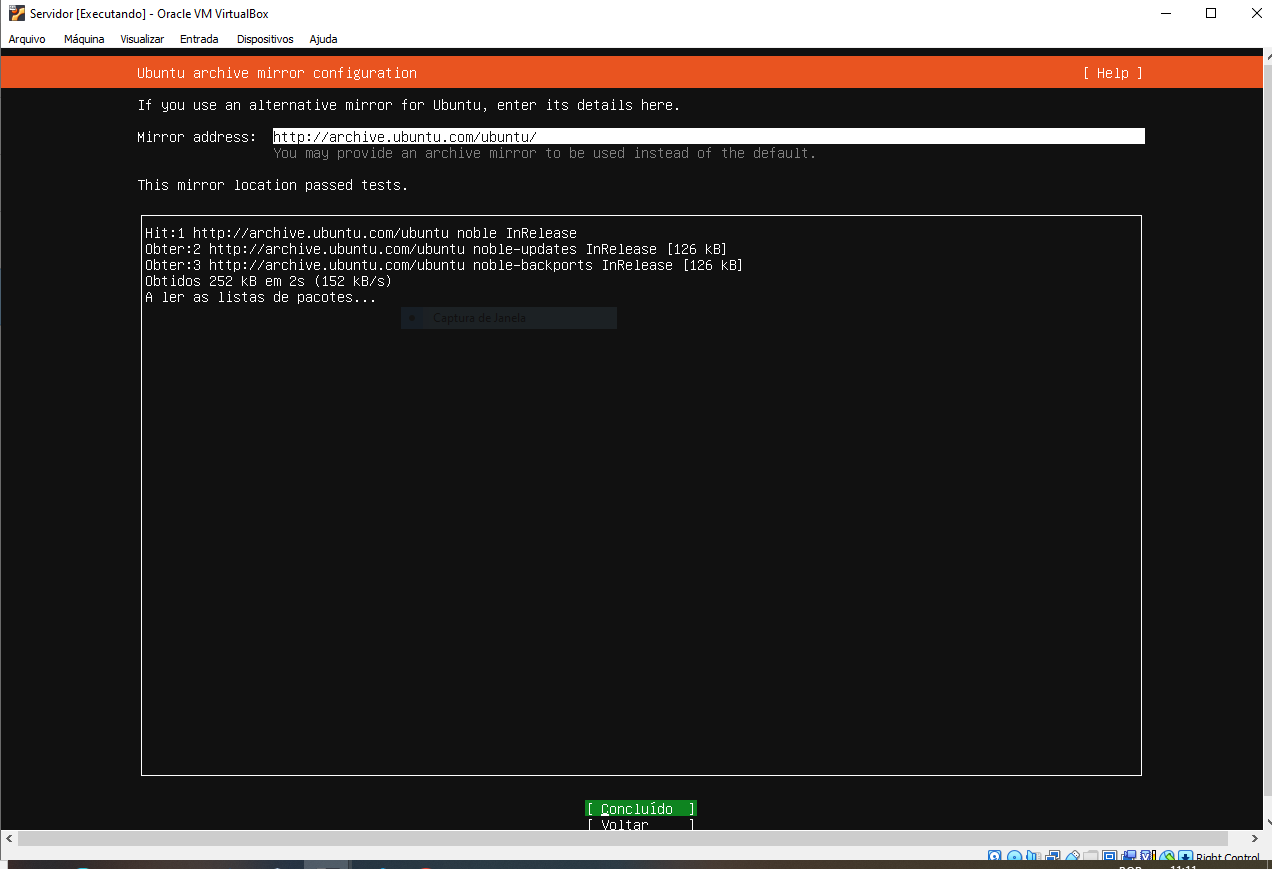 Servidor [Executando] - Oracle VM VirtualBox
Arquivo Máquina Visualizar Entrada Dispositivos Ajuda
Ubuntu archive mirror configuration [ Help ]
If you use an alternative mirror for Ubuntu, enter its details here.
Mirror address: http://archive.ubuntu.com/ubuntu/
You may provide an archive mirror to be used instead of the default.
This mirror location passed tests.
Hit:1 http://archive.ubuntu.com/ubuntu noble InRelease
Obter:2 http://archive.ubuntu.com/ubuntu noble-updates InRelease [126 kB]
Obter:3 http://archive.ubuntu.com/ubuntu noble-backports InRelease [126 kB]
Obtidos 252 kB em 2s (152 kB/s)
A ler as listas de pacotes...
Captura de Janela
[ Concluído ]
[ Voltar ]
Right Control